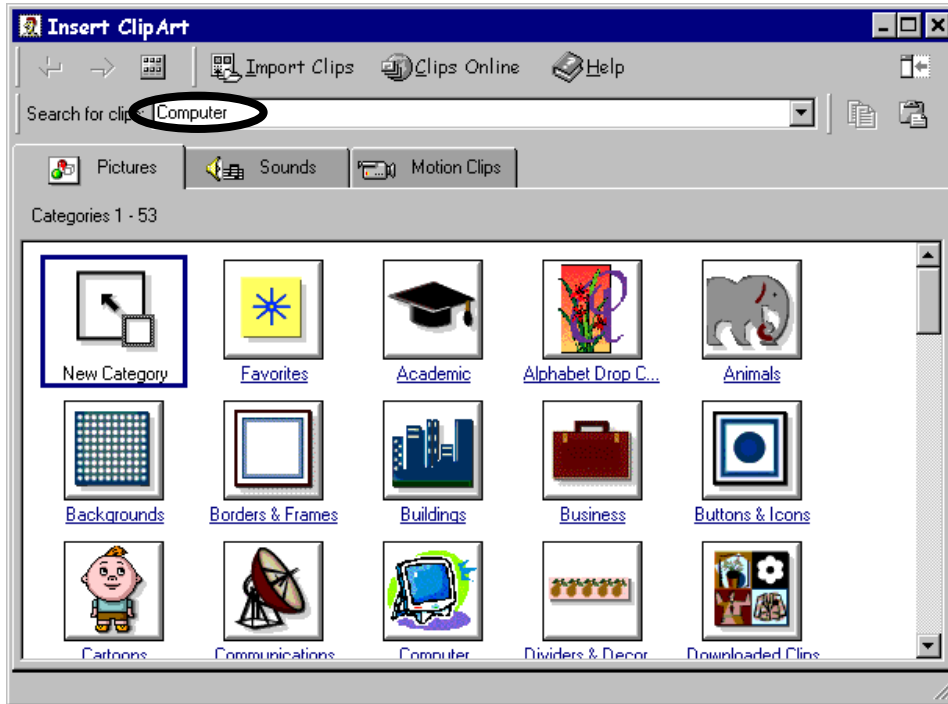 Insert ClipArt
Import Clips Clips Online Help
Search for clips: Computer
Pictures Sounds Motion Clips
Categories 1 - 53
New Category Favorites Academic Alphabet Drop C... Animals
Backgrounds Borders & Frames Buildings Business Buttons & Icons
Cartoons Communications Computer Dividers & Decor Downloaded Clips